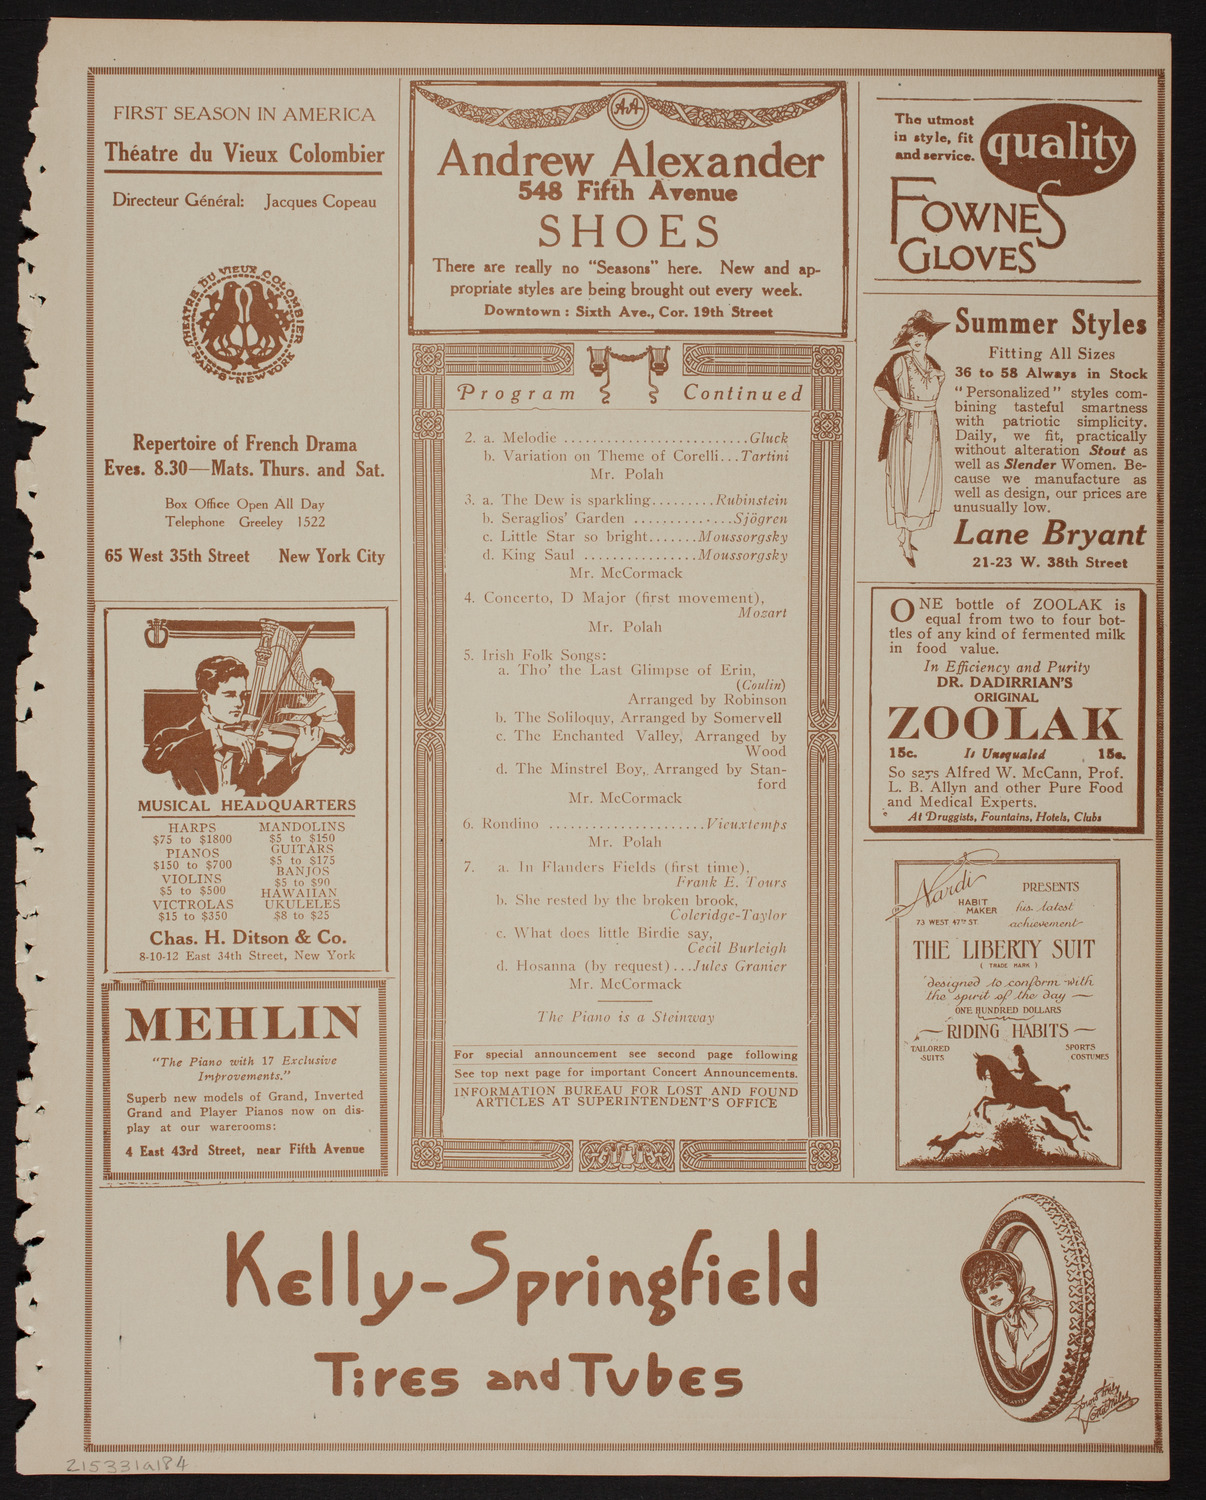 FIRST SEASON IN AMERICA
Théatre du Vieux Colombier
Directeur Général: Jacques Copeau
THEATRE DU VIEUX COLOMBIER
PARIS NEW YORK
Repertoire of French Drama
Eves. 8.30—Mats. Thurs. and Sat.
Box Office Open All Day
Telephone Greeley 1522
65 West 35th Street New York City
MUSICAL HEADQUARTERS
HARPS
$75 to $1800
PIANOS
$150 to $700
VIOLINS
$5 to $500
VICTROLAS
$15 to $350
MANDOLINS
$5 to $150
GUITARS
$5 to $175
BANJOS
$5 to $90
HAWAIIAN
UKULELES
$8 to $25
Chas. H. Ditson & Co.
8-10-12 East 34th Street, New York
MEHLIN
"The Piano with 17 Exclusive
Improvements."
Superb new models of Grand, Inverted
Grand and Player Pianos now on dis-
play at our warerooms:
4 East 43rd Street, near Fifth Avenue
AA
Andrew Alexander
548 Fifth Avenue
SHOES
There are really no "Seasons" here. New and ap-
propriate styles are being brought out every week.
Downtown: Sixth Ave., Cor. 19th Street
Program Continued
2. a. Melodie ..........................Gluck
b. Variation on Theme of Corelli...Tartini
Mr. Polah
3. a. The Dew is sparkling.........Rubinstein
b. Seraglios' Garden ..............Sjögren
c. Little Star so bright.......Moussorgsky
d. King Saul ................Moussorgsky
Mr. McCormack
4. Concerto, D Major (first movement),
Mozart
Mr. Polah
5. Irish Folk Songs:
a. Tho' the Last Glimpse of Erin,
(Coulin)
Arranged by Robinson
b. The Soliloquy, Arranged by Somervell
c. The Enchanted Valley, Arranged by
Wood
d. The Minstrel Boy, Arranged by Stan-
ford
Mr. McCormack
6. Rondino ......................Vieuxtemps
Mr. Polah
7. a. In Flanders Fields (first time),
Frank E. Tours
b. She rested by the broken brook,
Coleridge-Taylor
c. What does little Birdie say,
Cecil Burleigh
d. Hosanna (by request)...Jules Granier
Mr. McCormack
The Piano is a Steinway
For special announcement see second page following
See top next page for important Concert Announcements.
INFORMATION BUREAU FOR LOST AND FOUND
ARTICLES AT SUPERINTENDENT'S OFFICE
The utmost
in style, fit
and service.
quality
FOWNES
GLOVES
Summer Styles
Fitting All Sizes
36 to 58 Always in Stock
"Personalized" styles com-
bining tasteful smartness
with patriotic simplicity.
Daily, we fit, practically
without alteration Stout as
well as Slender Women. Be-
cause we manufacture as
well as design, our prices are
unusually low.
Lane Bryant
21-23 W. 38th Street
ONE bottle of ZOOLAK is
equal from two to four bot-
tles of any kind of fermented milk
in food value.
In Efficiency and Purity
DR. DADIRRIAN'S
ORIGINAL
ZOOLAK
15c. Is Unequaled 15c.
So says Alfred W. McCann, Prof.
L. B. Allyn and other Pure Food
and Medical Experts.
At Druggists, Fountains, Hotels, Clubs
Nardi
HABIT
MAKER
73 WEST 47TH ST.
PRESENTS
his latest
achievement
THE LIBERTY SUIT
( TRADE MARK )
designed to conform with
the spirit of the day —
ONE HUNDRED DOLLARS
— RIDING HABITS —
TAILORED
SUITS
SPORTS
COSTUMES
Kelly-Springfield
Tires and Tubes
Yours truly
Lotta Miles
215331a184